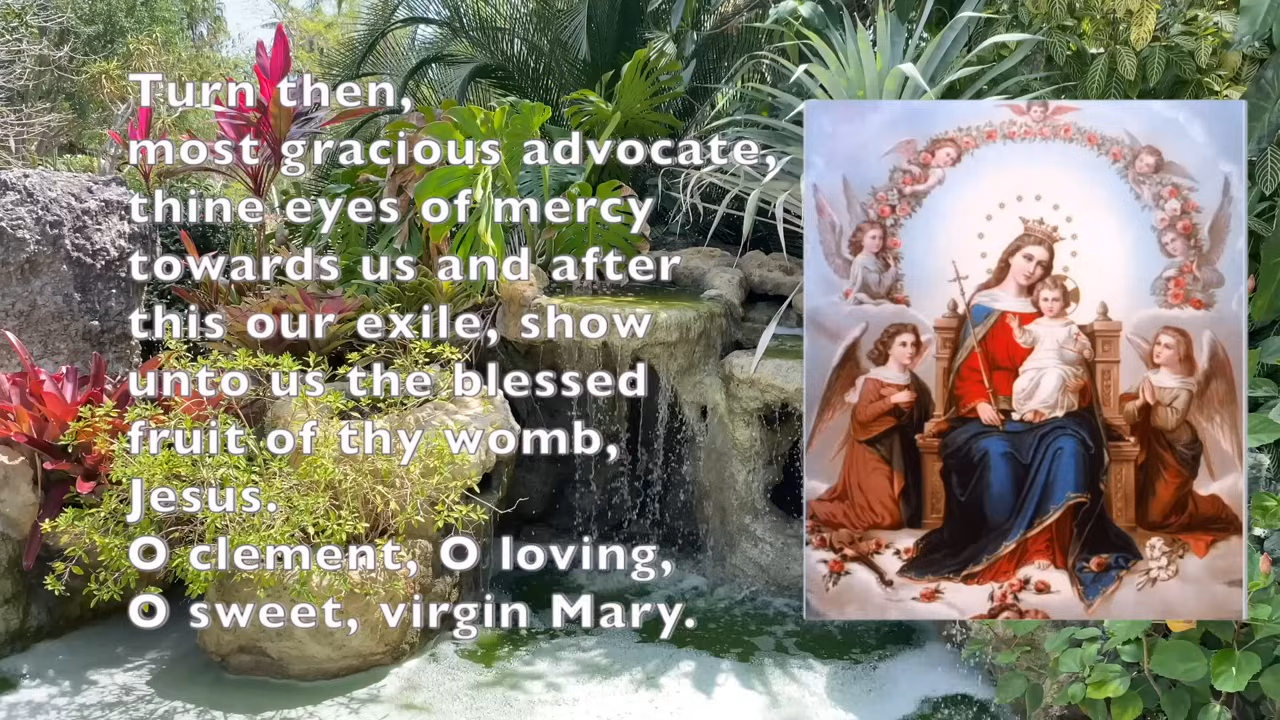 Turn then,
most gracious advocate,
thine eyes of mercy
towards us and after
this our exile, show
unto us the blessed
fruit of thy womb,
Jesus.
O clement, O loving,
O sweet, virgin Mary.